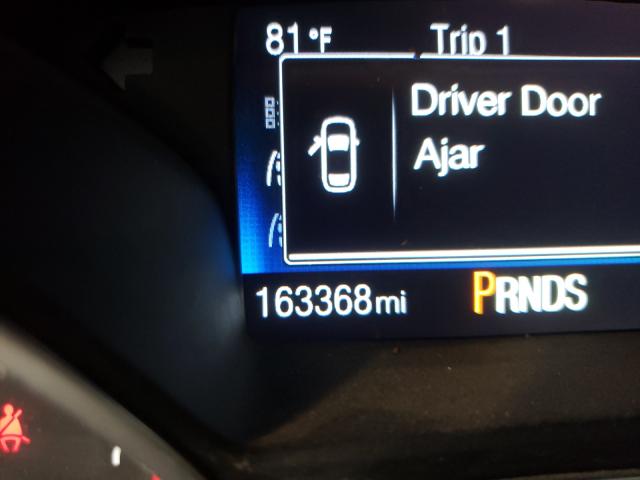 81°F Trip 1
Driver Door
Ajar
163368mi PRNDS